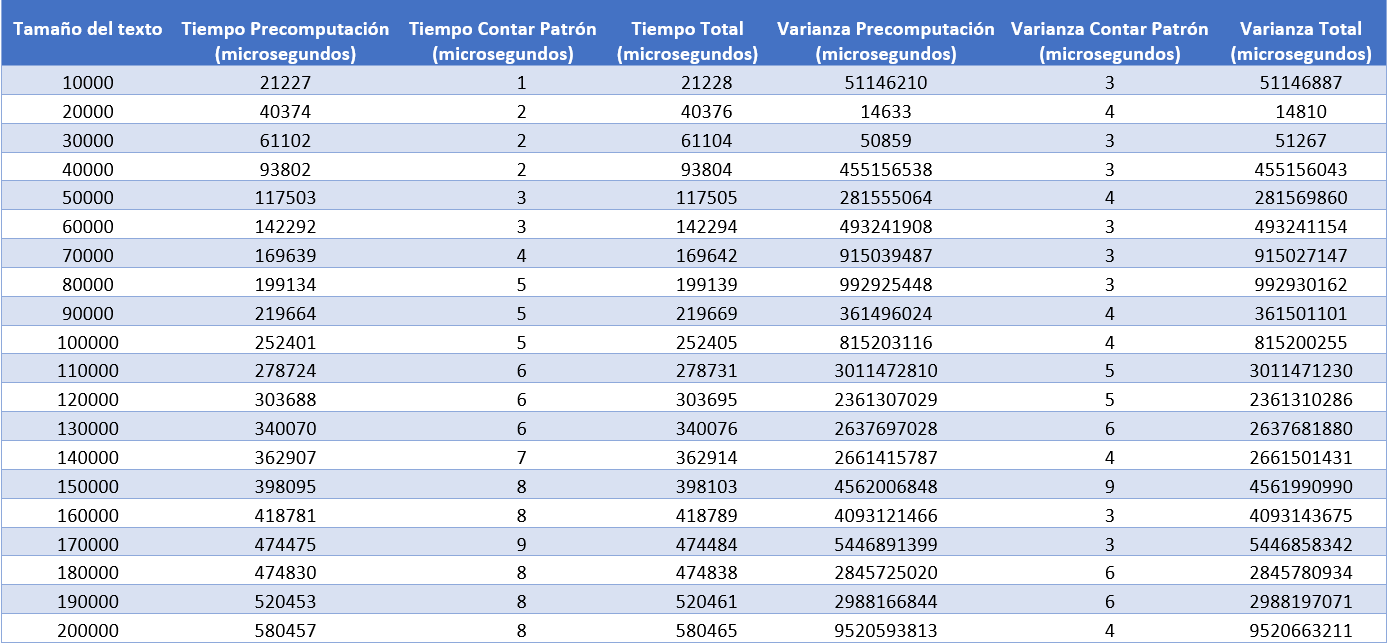 Tamaño del texto Tiempo Precomputación Tiempo Contar Patrón Tiempo Total Varianza Precomputación Varianza Contar Patrón Varianza Total
(microsegundos) (microsegundos) (microsegundos) (microsegundos) (microsegundos) (microsegundos)
10000 21227 1 21228 51146210 3 51146887
20000 40374 2 40376 14633 4 14810
30000 61102 2 61104 50859 3 51267
40000 93802 2 93804 455156538 3 455156043
50000 117503 3 117505 281555064 4 281569860
60000 142292 3 142294 493241908 3 493241154
70000 169639 4 169642 915039487 3 915027147
80000 199134 5 199139 992925448 3 992930162
90000 219664 5 219669 361496024 4 361501101
100000 252401 5 252405 815203116 4 815200255
110000 278724 6 278731 3011472810 5 3011471230
120000 303688 6 303695 2361307029 5 2361310286
130000 340070 6 340076 2637697028 6 2637681880
140000 362907 7 362914 2661415787 4 2661501431
150000 398095 8 398103 4562006848 9 4561990990
160000 418781 8 418789 4093121466 3 4093143675
170000 474475 9 474484 5446891399 3 5446858342
180000 474830 8 474838 2845725020 6 2845780934
190000 520453 8 520461 2988166844 6 2988197071
200000 580457 8 580465 9520593813 4 9520663211